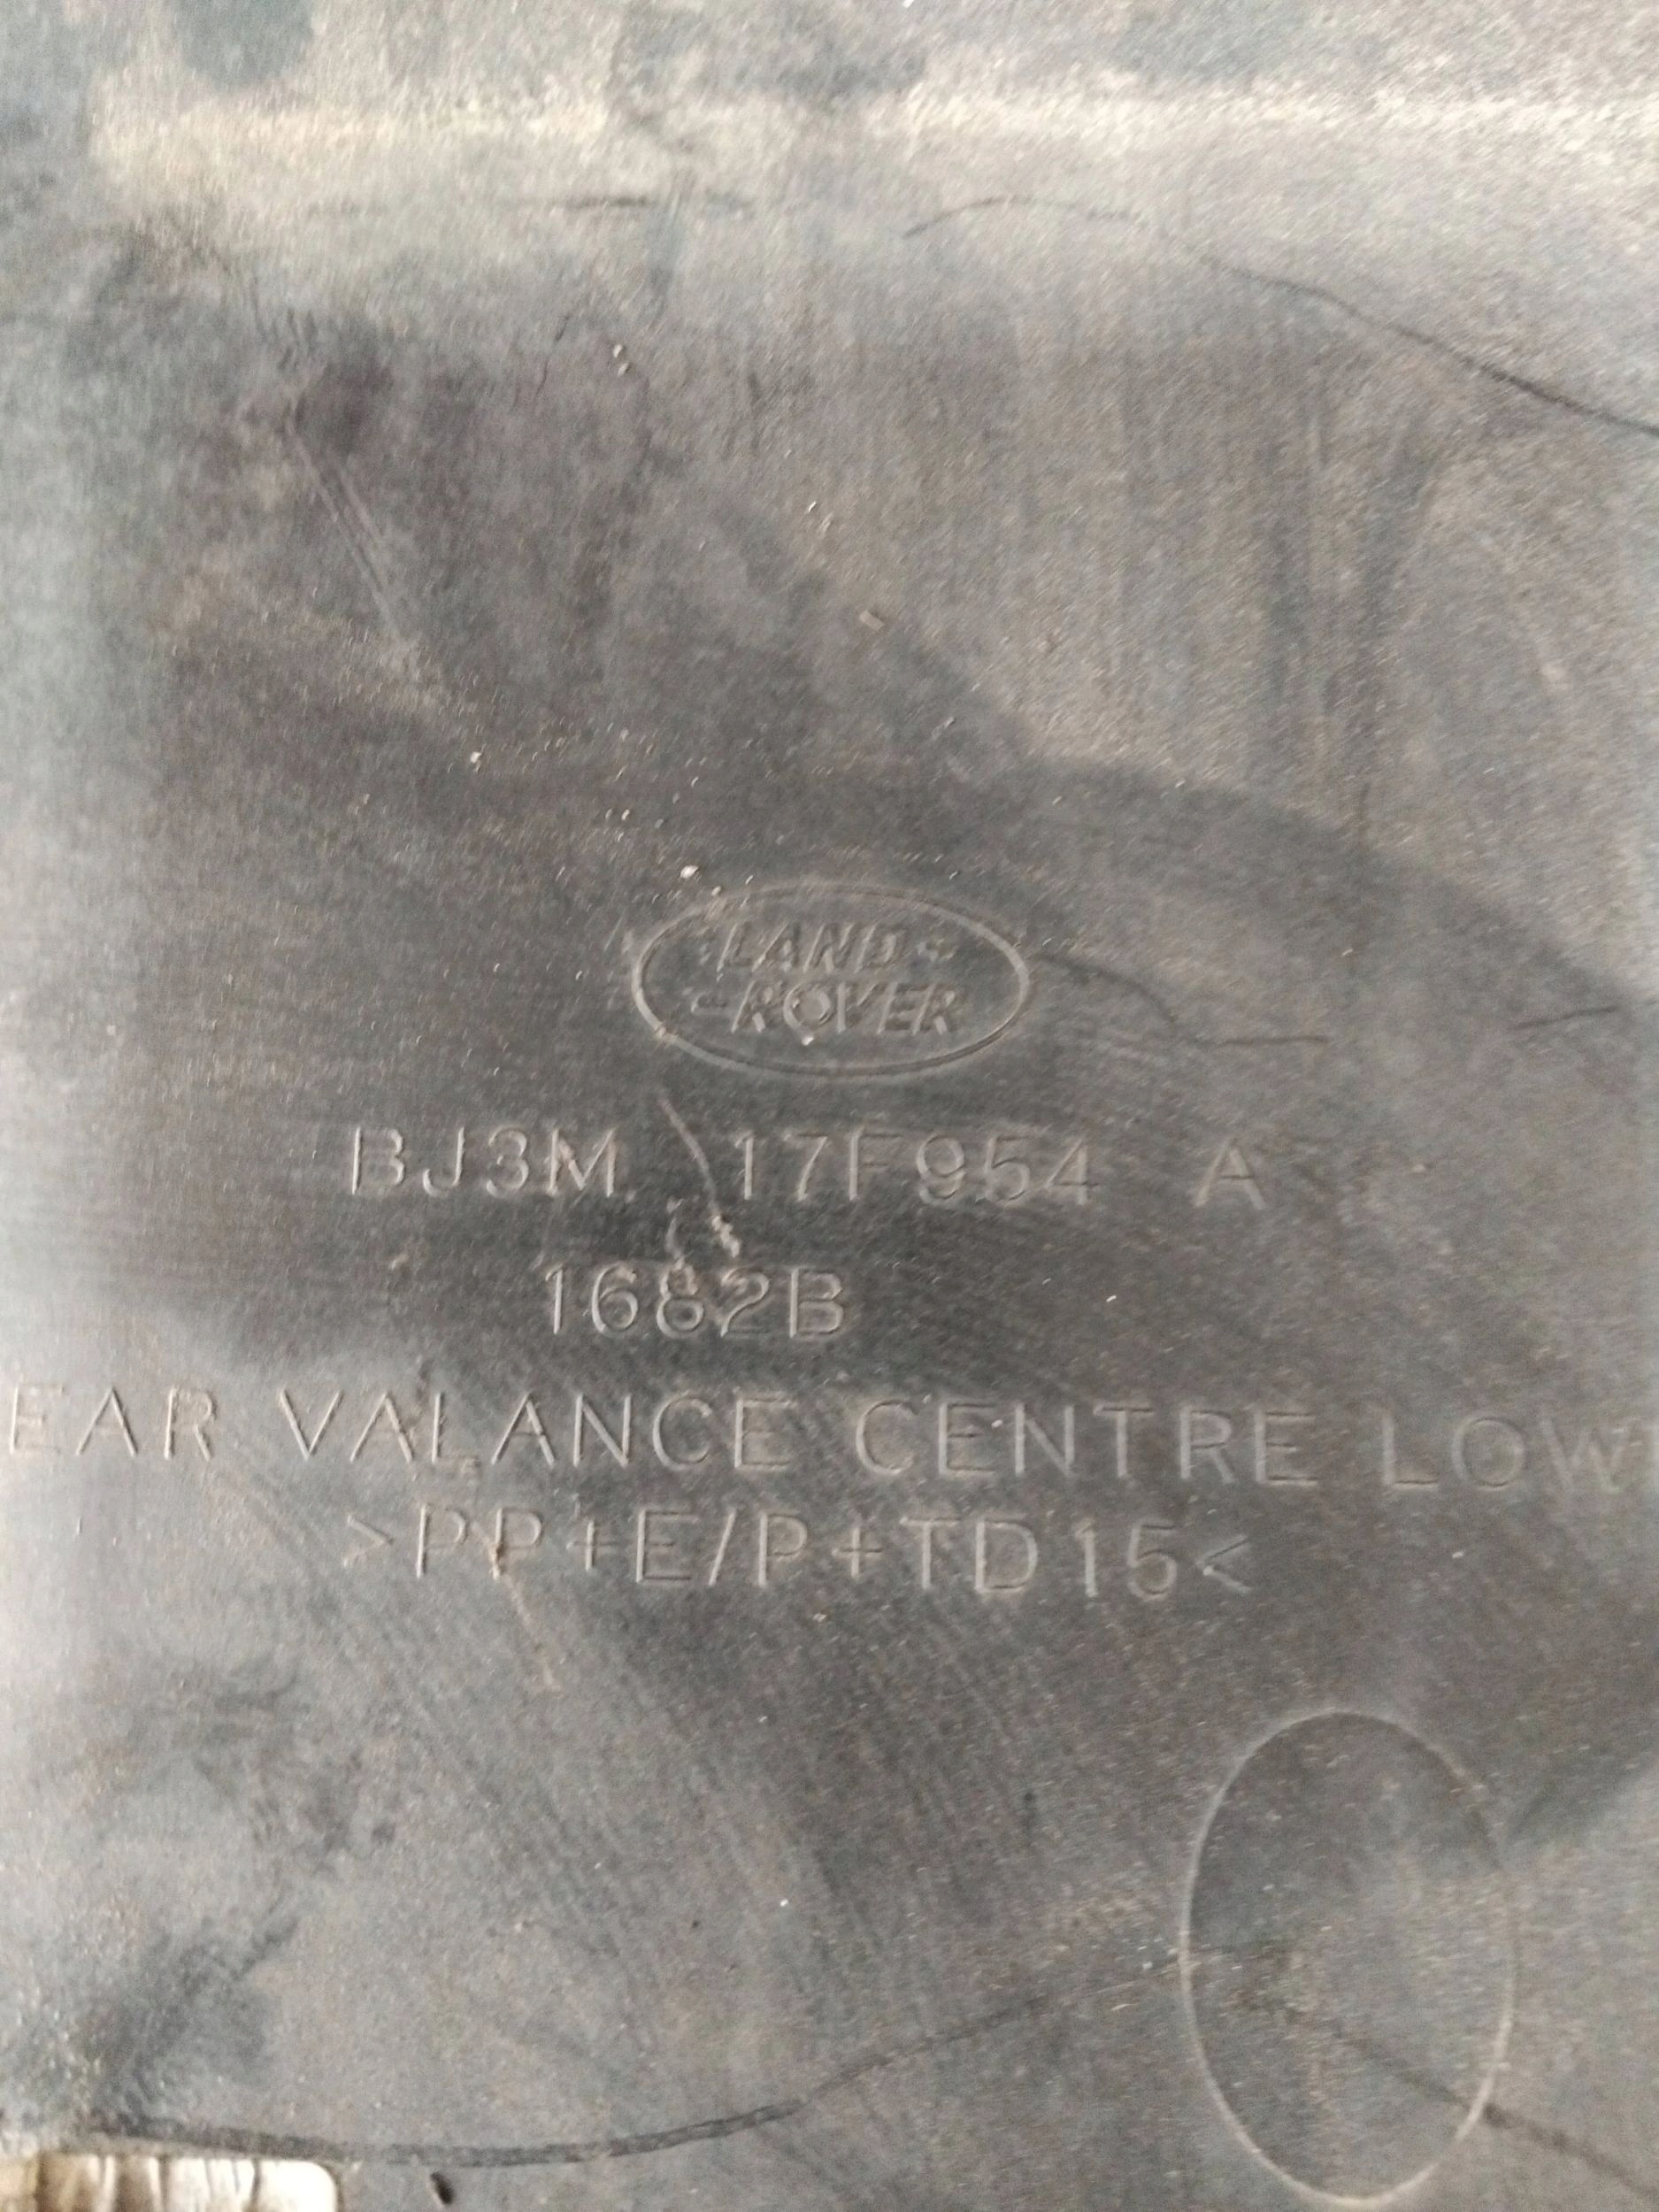 LAND-
-ROVER
BJ3M 17F954 A
1682B
EAR VALANCE CENTRE LOW
>PP+E/P+TD15<